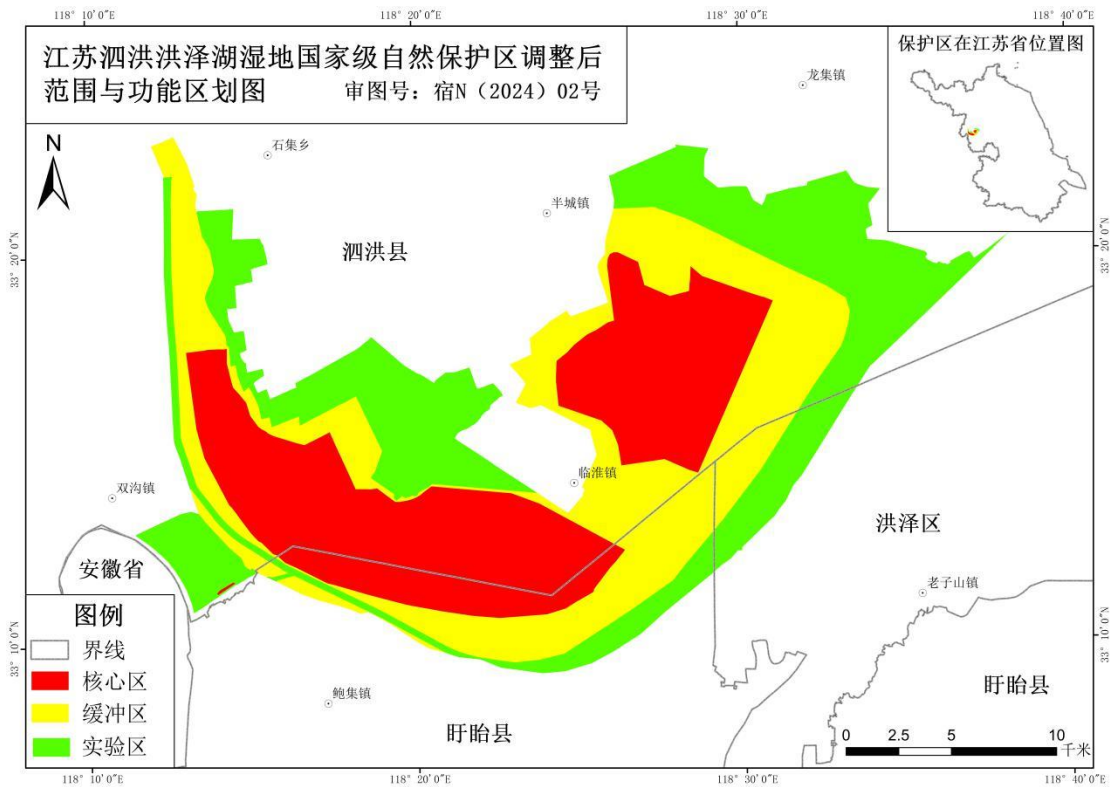 118° 10′0″E
118° 20′0″E
118° 30′0″E
118° 40′0″E
江苏泗洪洪泽湖湿地国家级自然保护区调整后
范围与功能区划图
审图号：宿N（2024）02号
保护区在江苏省位置图
N
龙集镇
石集乡
半城镇
泗洪县
33° 20′0″N
33° 20′0″N
双沟镇
临淮镇
洪泽区
安徽省
老子山镇
图例
界线
核心区
缓冲区
实验区
33° 10′0″N
33° 10′0″N
鲍集镇
盱眙县
盱眙县
0
2.5
5
10
千米
118° 10′0″E
118° 20′0″E
118° 30′0″E
118° 40′0″E